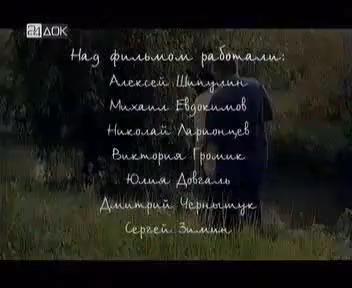 24 ДОК
Над фильмом работали:
Алексей Шипулин
Михаил Евдокимов
Николай Ларионцев
Виктория Громик
Юлия Довгаль
Дмитрий Чернышук
Сергей Зимин